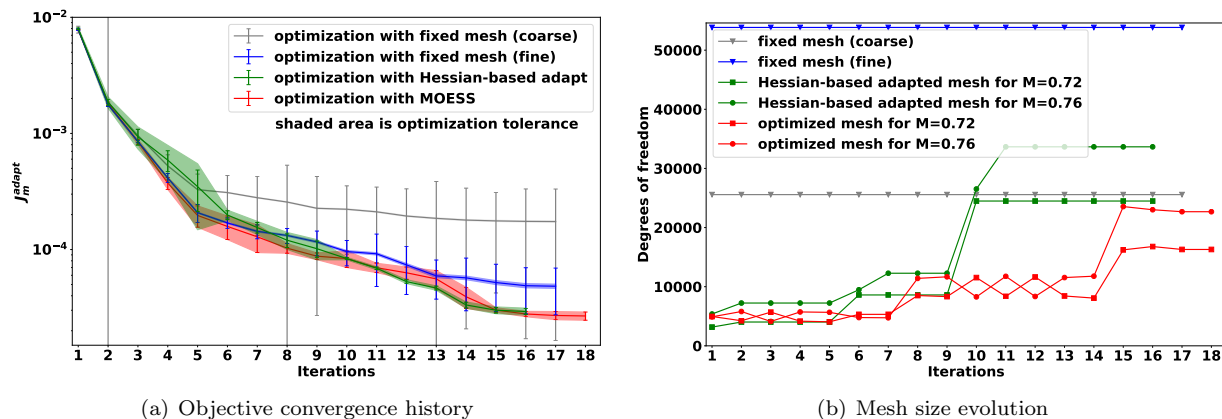 optimization with fixed mesh (coarse)
optimization with fixed mesh (fine)
optimization with Hessian-based adapt
optimization with MOESS
shaded area is optimization tolerance
10⁻²
10⁻³
10⁻⁴
J_m^adapt
1 2 3 4 5 6 7 8 9 10 11 12 13 14 15 16 17 18
Iterations
(a) Objective convergence history
fixed mesh (coarse)
fixed mesh (fine)
Hessian-based adapted mesh for M=0.72
Hessian-based adapted mesh for M=0.76
optimized mesh for M=0.72
optimized mesh for M=0.76
50000
40000
30000
20000
10000
0
Degrees of freedom
1 2 3 4 5 6 7 8 9 10 11 12 13 14 15 16 17 18
Iterations
(b) Mesh size evolution